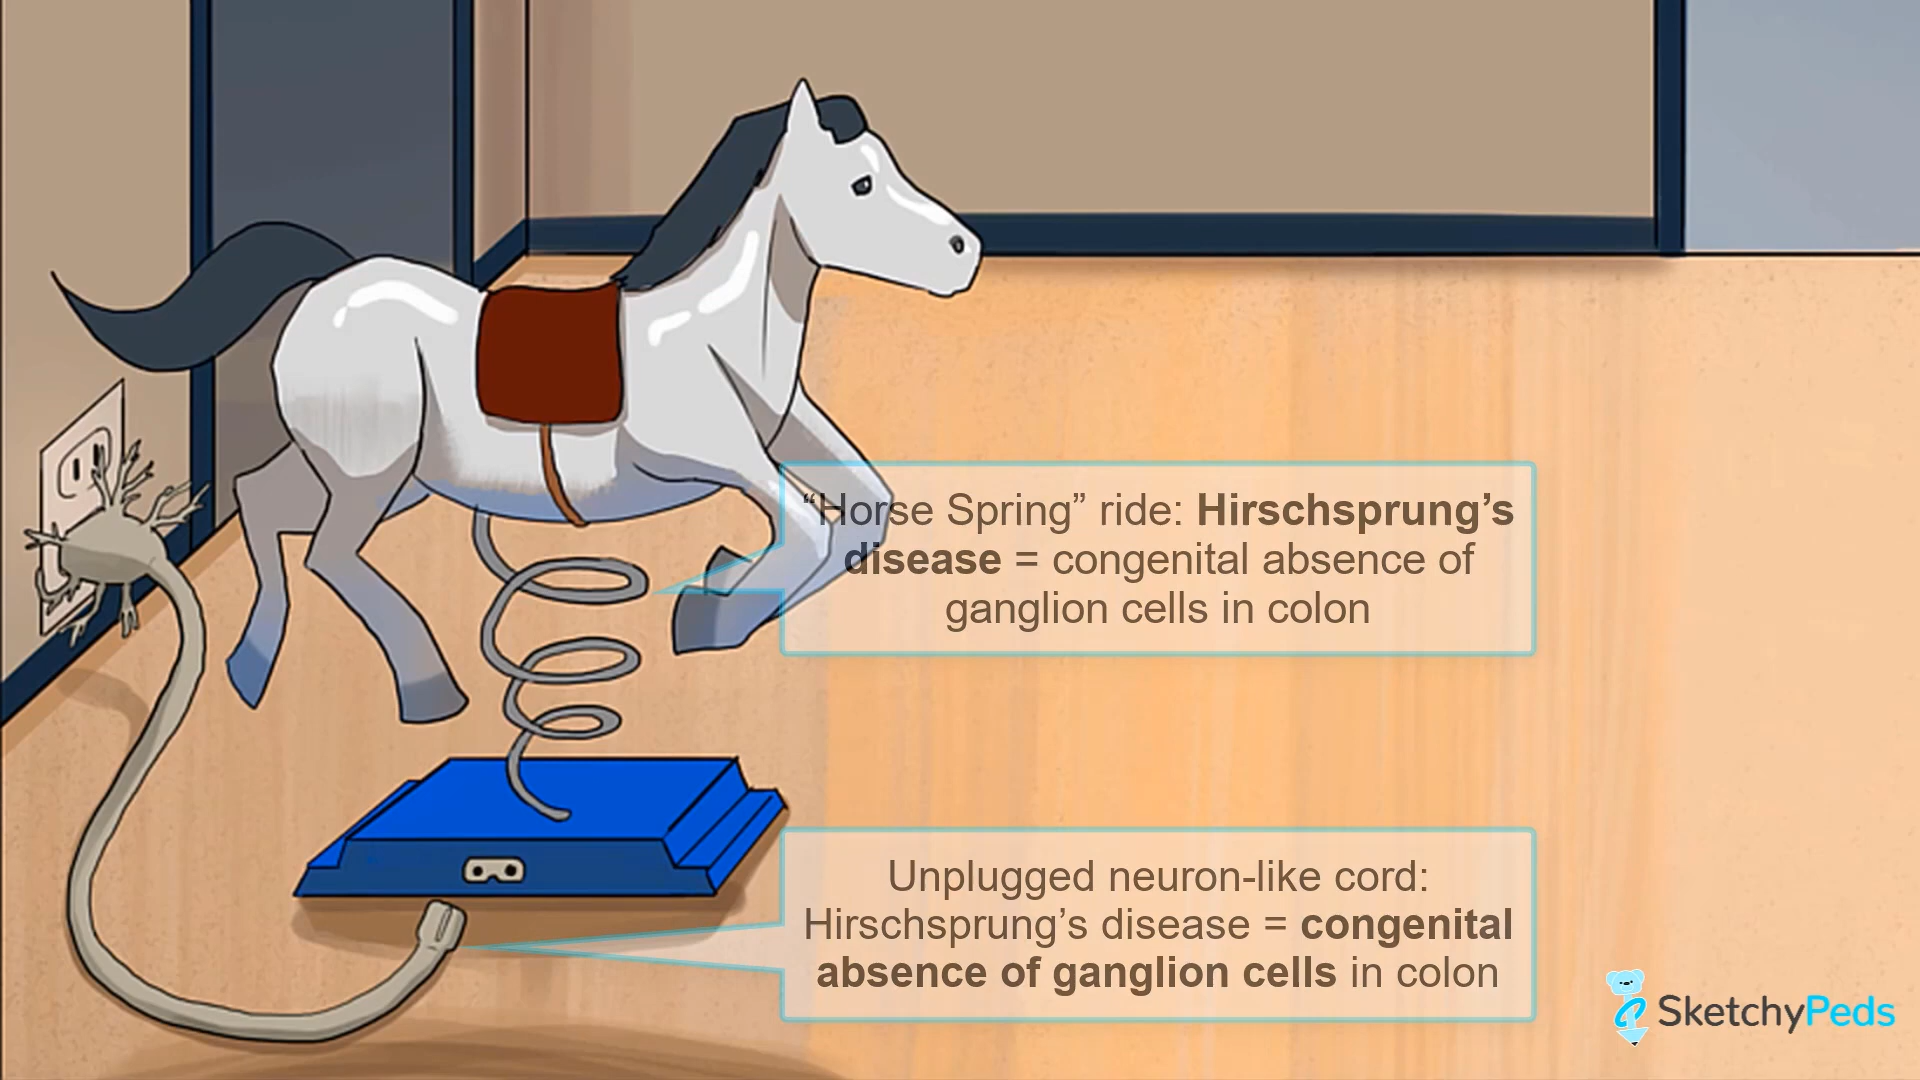 “Horse Spring” ride: Hirschsprung’s
disease = congenital absence of
ganglion cells in colon
Unplugged neuron-like cord:
Hirschsprung’s disease = congenital
absence of ganglion cells in colon
SketchyPeds